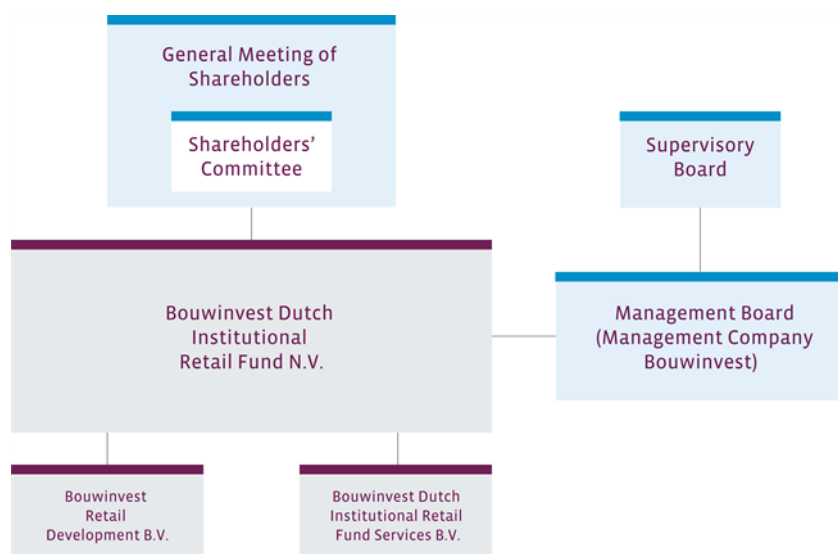 General Meeting of
Shareholders
Shareholders’
Committee
Supervisory
Board
Bouwinvest Dutch
Institutional
Retail Fund N.V.
Management Board
(Management Company
Bouwinvest)
Bouwinvest
Retail
Development B.V.
Bouwinvest Dutch
Institutional Retail
Fund Services B.V.